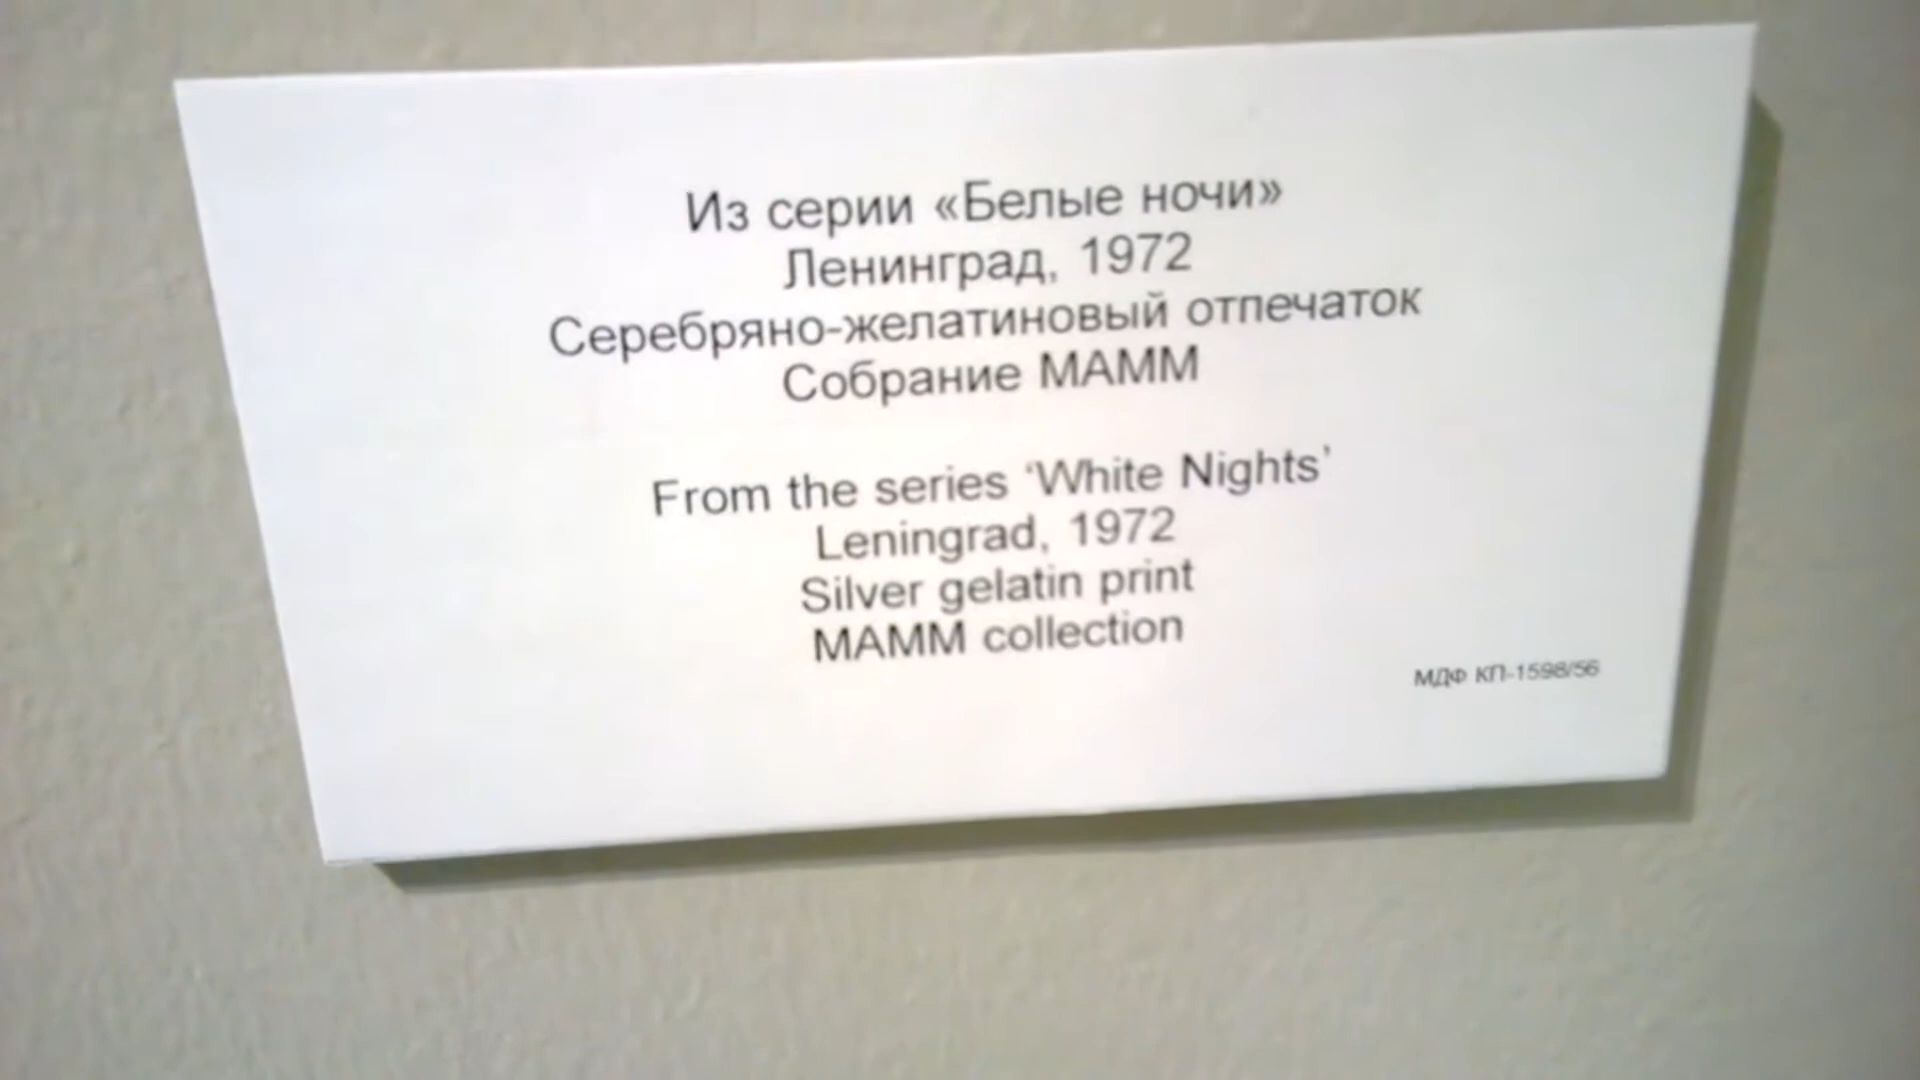 Из серии «Белые ночи»
Ленинград, 1972
Серебряно-желатиновый отпечаток
Собрание МАММ
From the series ‘White Nights’
Leningrad, 1972
Silver gelatin print
MAMM collection
МДФ КП-1598/56